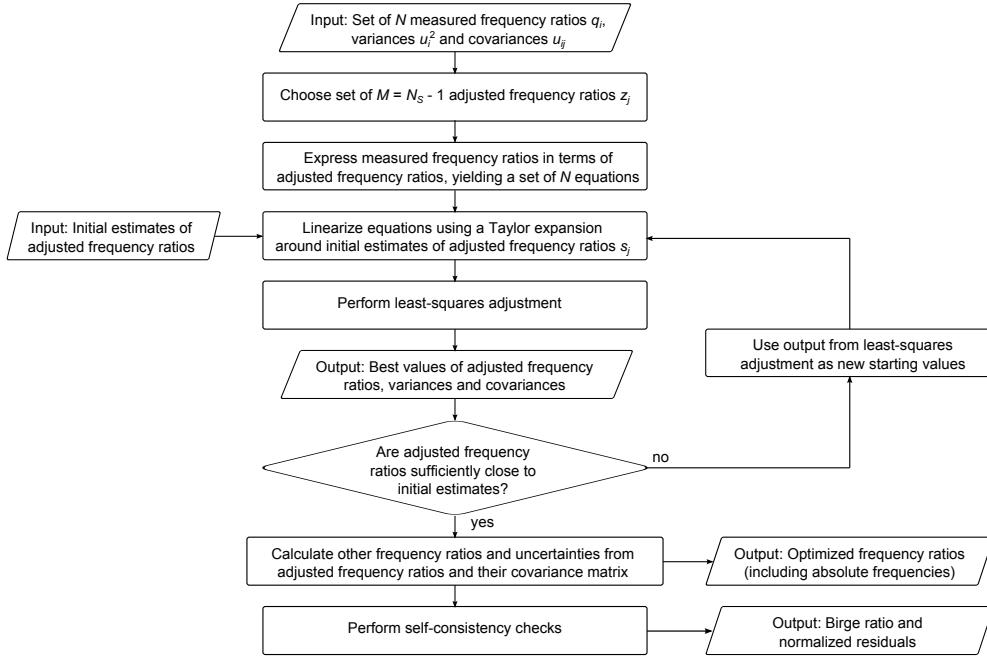 Input: Set of N measured frequency ratios qᵢ,
variances uᵢ² and covariances uᵢⱼ
Choose set of M = Nₛ - 1 adjusted frequency ratios zⱼ
Express measured frequency ratios in terms of
adjusted frequency ratios, yielding a set of N equations
Input: Initial estimates of
adjusted frequency ratios
Linearize equations using a Taylor expansion
around initial estimates of adjusted frequency ratios sⱼ
Perform least-squares adjustment
Use output from least-squares
adjustment as new starting values
Output: Best values of adjusted frequency
ratios, variances and covariances
Are adjusted frequency
ratios sufficiently close to
initial estimates?
no
yes
Calculate other frequency ratios and uncertainties from
adjusted frequency ratios and their covariance matrix
Output: Optimized frequency ratios
(including absolute frequencies)
Perform self-consistency checks
Output: Birge ratio and
normalized residuals